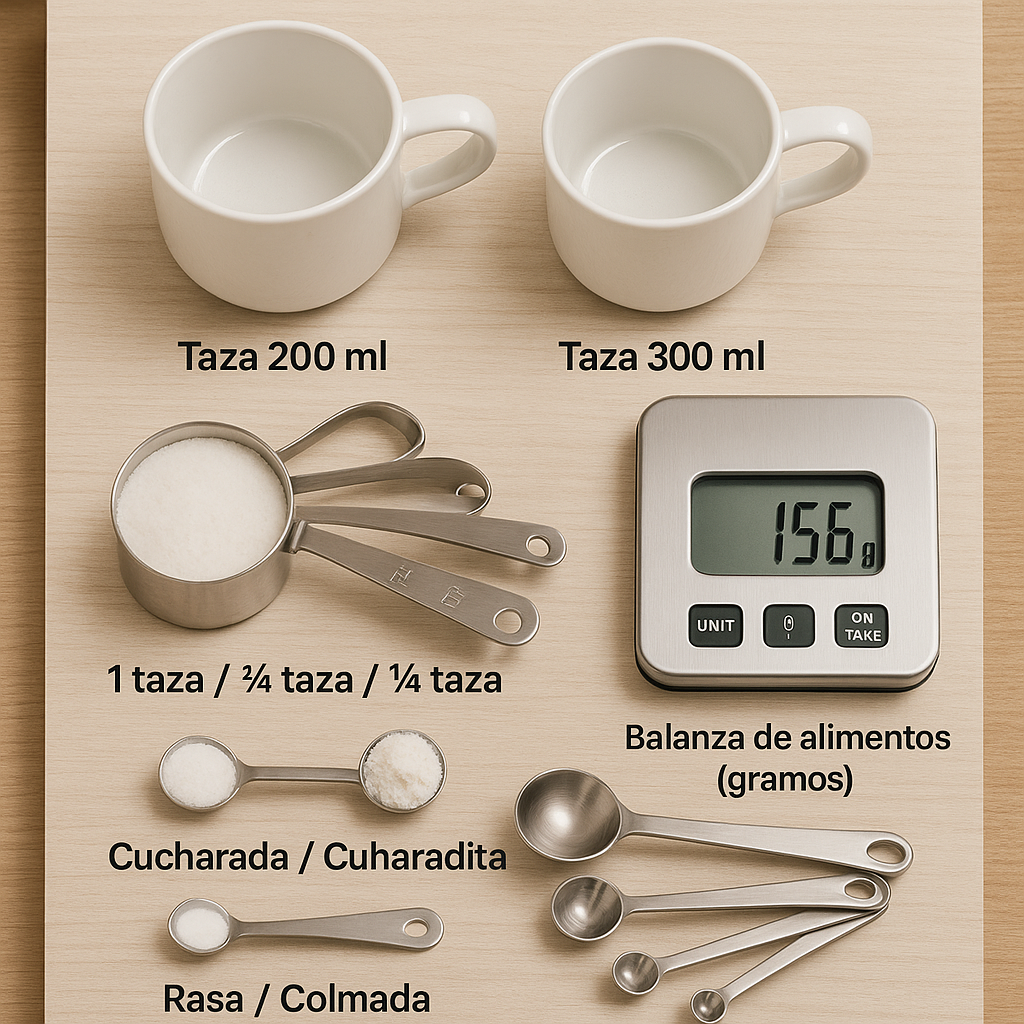 Taza 200 ml
Taza 300 ml
156g
UNIT
ON
TAKE
1 taza / ¾ taza / ¼ taza
Balanza de alimentos
(gramos)
Cucharada / Cuharadita
Rasa / Colmada